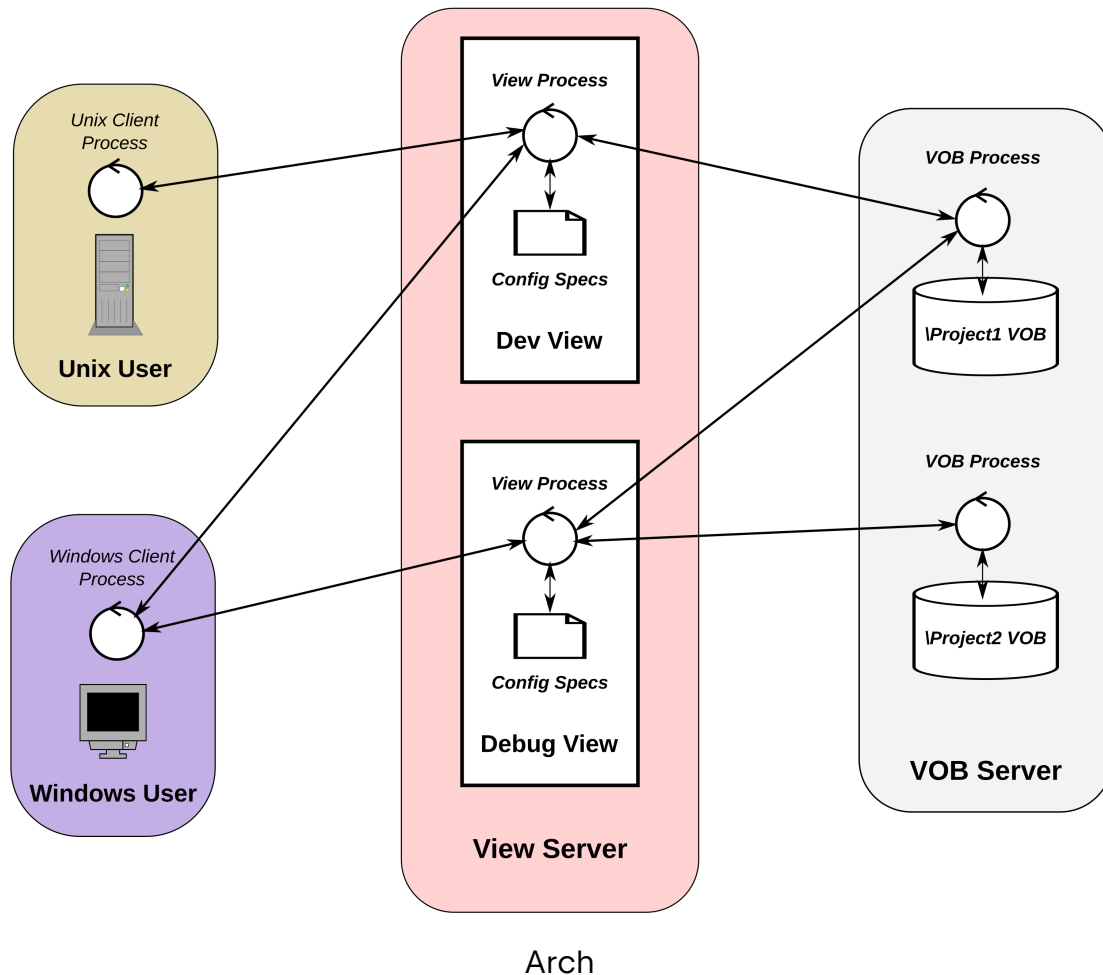 Unix Client
Process
Unix User
Windows Client
Process
Windows User
View Process
Config Specs
Dev View
View Process
Config Specs
Debug View
View Server
VOB Process
\Project1 VOB
VOB Process
\Project2 VOB
VOB Server
Arch